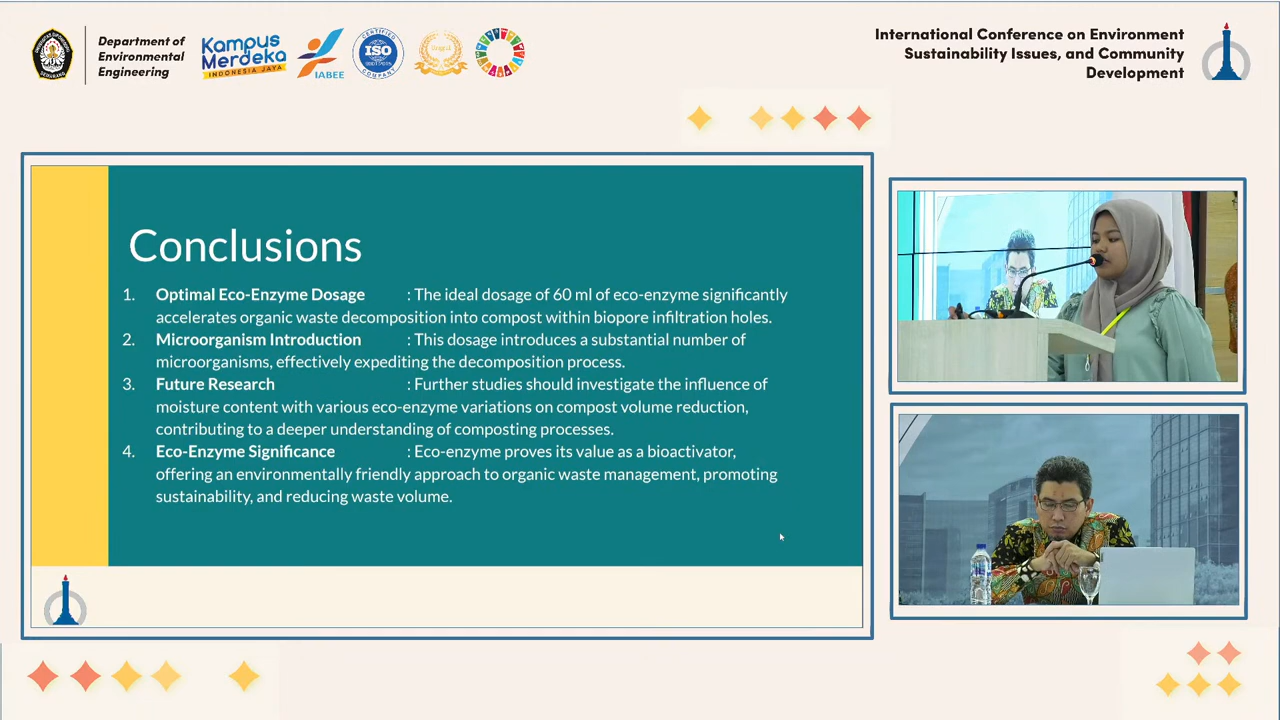 Department of
Environmental
Engineering
Kampus
Merdeka
INDONESIA JAYA
IABEE
CERTIFIED
ISO
COMPANY
International Conference on Environment
Sustainability Issues, and Community
Development
Conclusions
1. Optimal Eco-Enzyme Dosage : The ideal dosage of 60 ml of eco-enzyme significantly
accelerates organic waste decomposition into compost within biopore infiltration holes.
2. Microorganism Introduction : This dosage introduces a substantial number of
microorganisms, effectively expediting the decomposition process.
3. Future Research : Further studies should investigate the influence of
moisture content with various eco-enzyme variations on compost volume reduction,
contributing to a deeper understanding of composting processes.
4. Eco-Enzyme Significance : Eco-enzyme proves its value as a bioactivator,
offering an environmentally friendly approach to organic waste management, promoting
sustainability, and reducing waste volume.